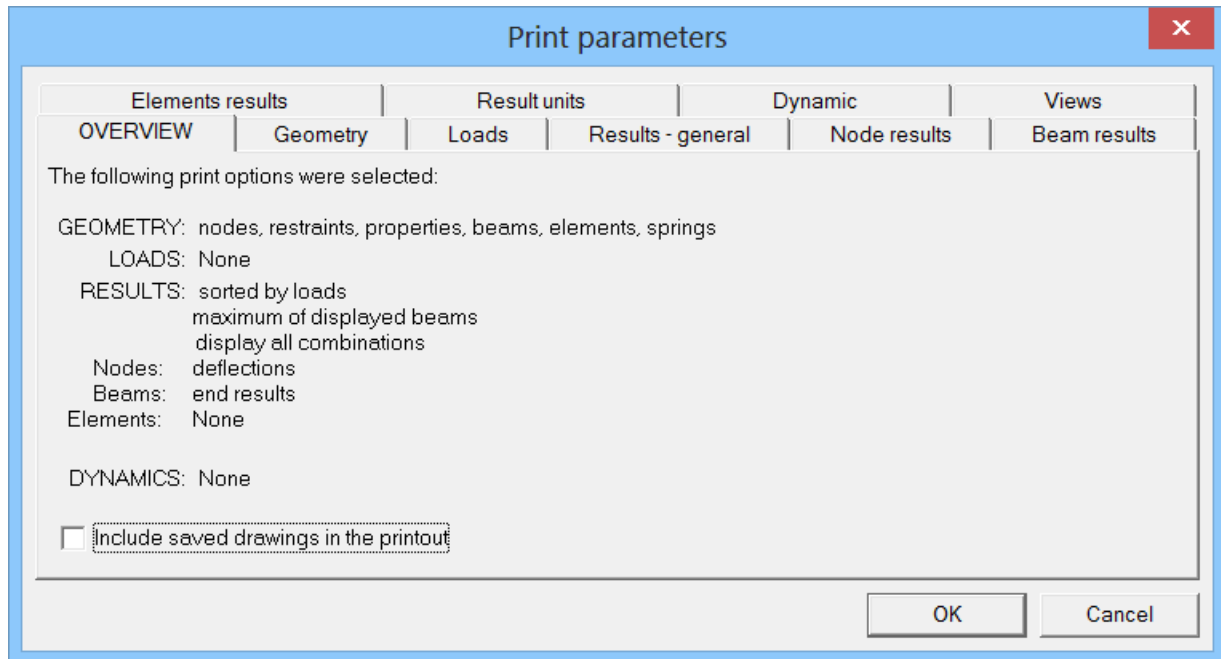 Print parameters
Elements results Result units Dynamic Views
OVERVIEW Geometry Loads Results - general Node results Beam results
The following print options were selected:
GEOMETRY: nodes, restraints, properties, beams, elements, springs
LOADS: None
RESULTS: sorted by loads
maximum of displayed beams
display all combinations
Nodes: deflections
Beams: end results
Elements: None
DYNAMICS: None
Include saved drawings in the printout
OK Cancel